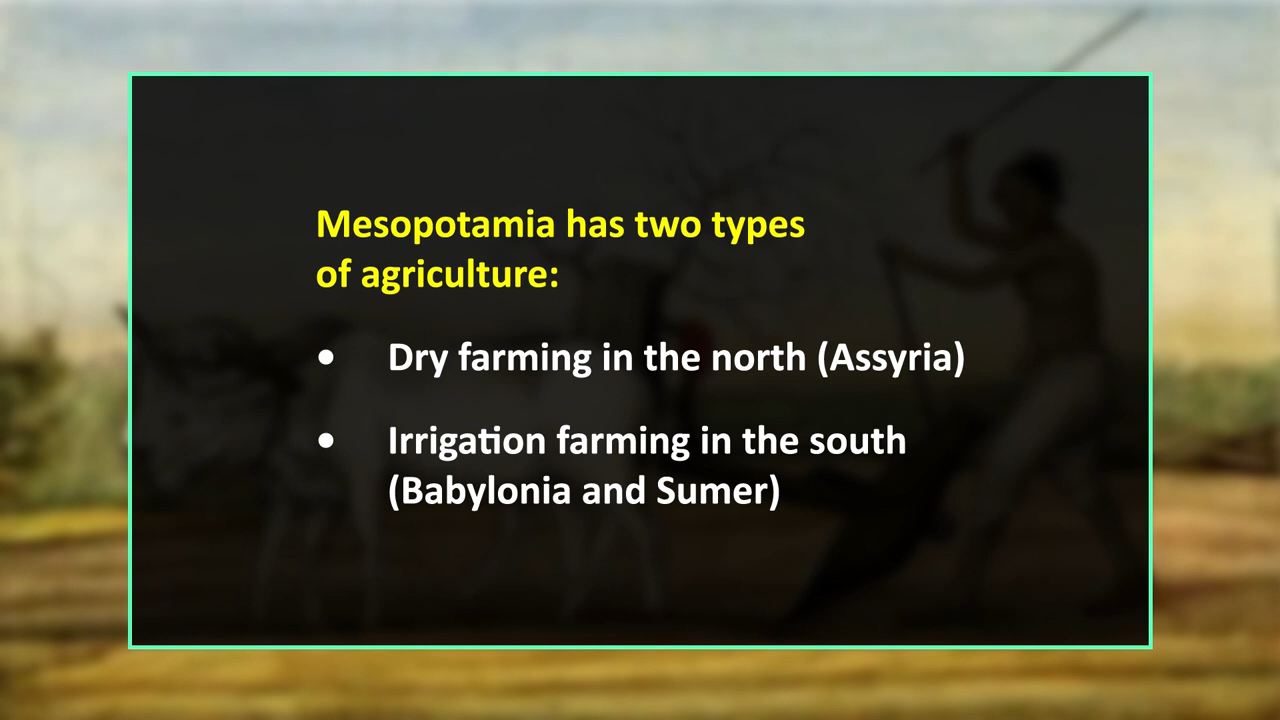 Mesopotamia has two types
of agriculture:
• Dry farming in the north (Assyria)
• Irrigation farming in the south
(Babylonia and Sumer)